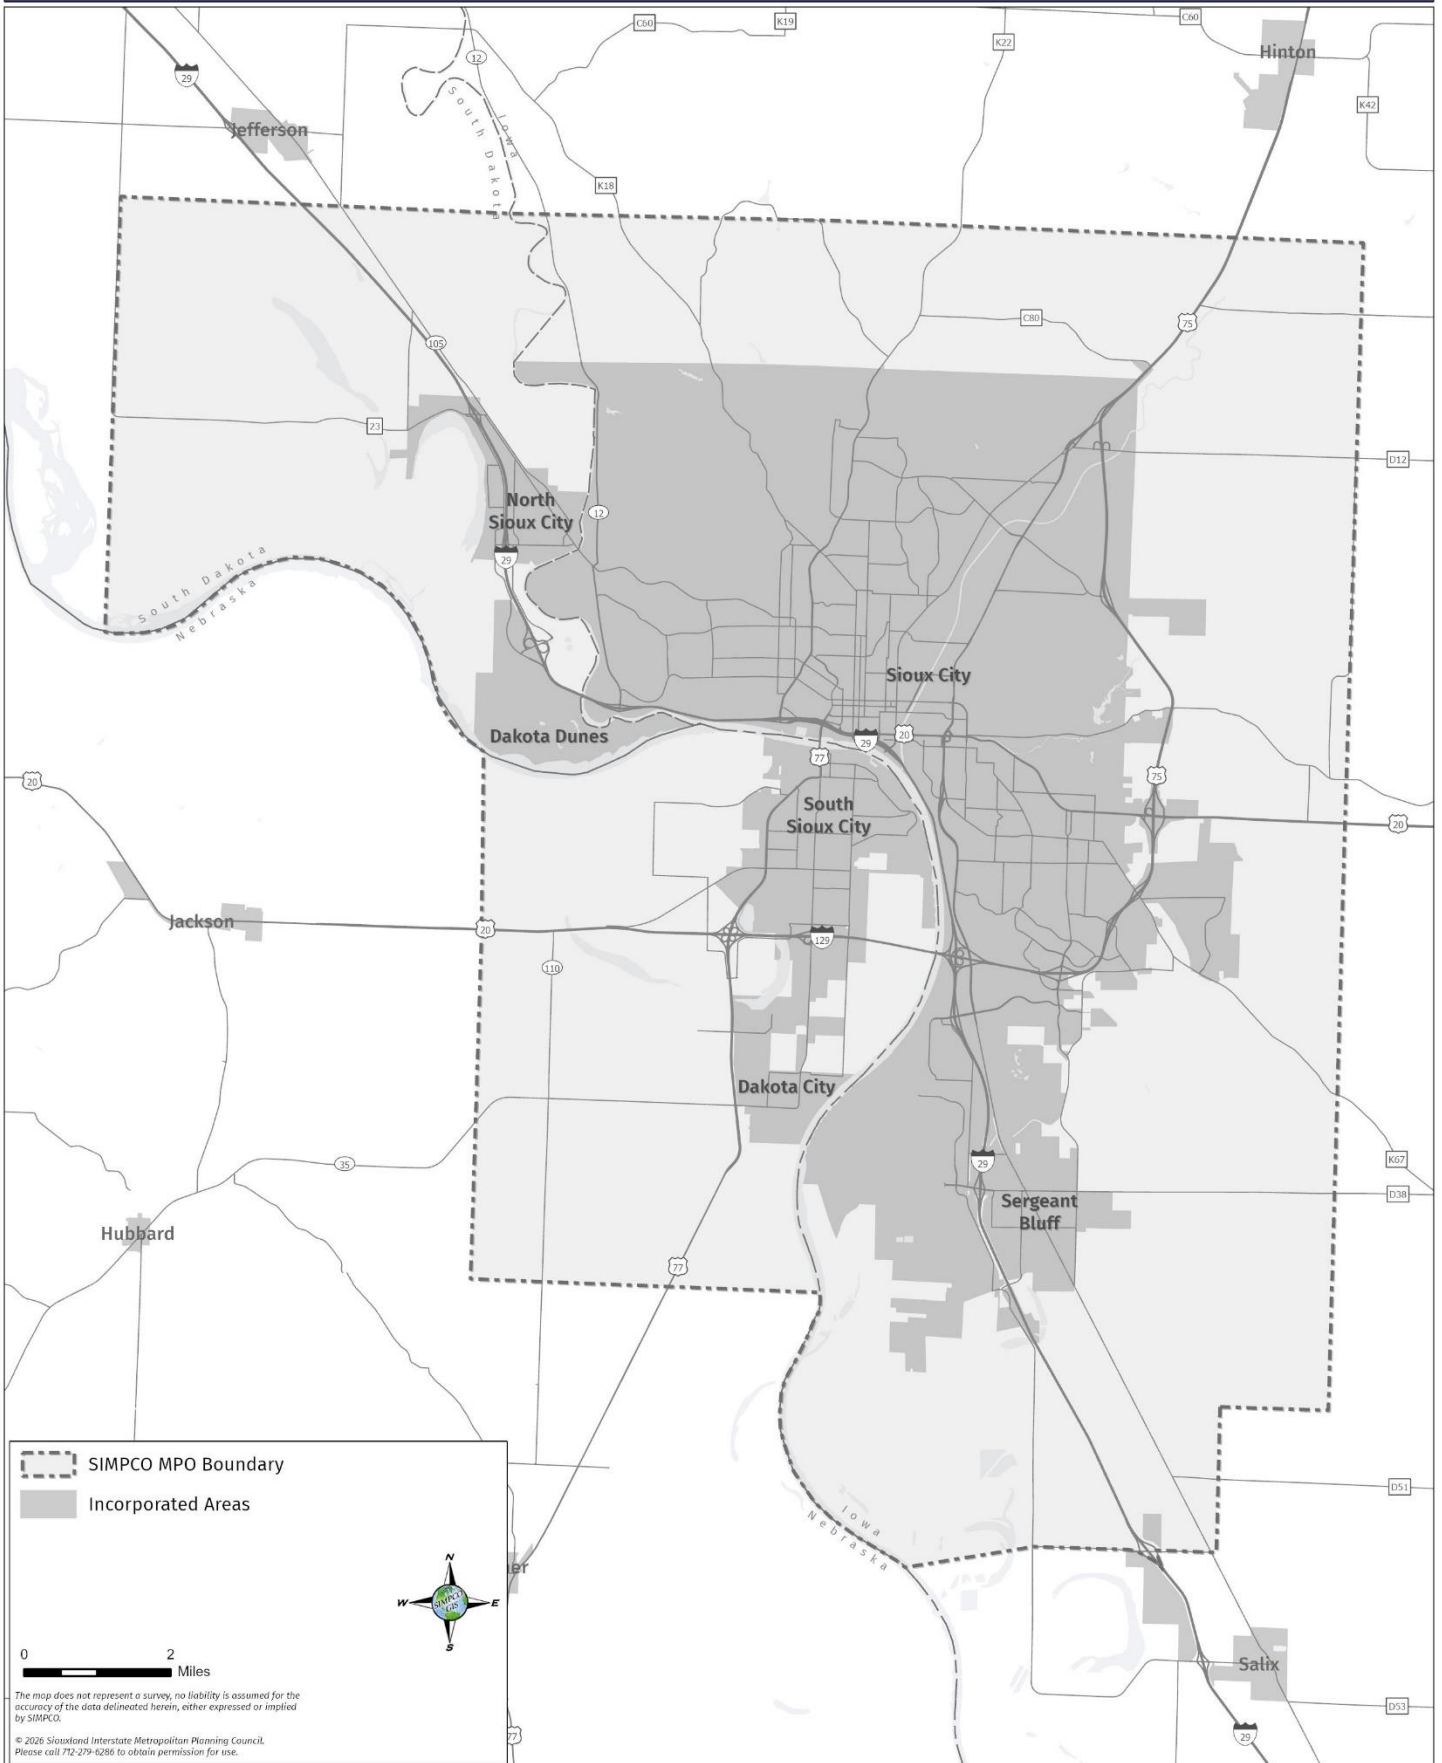 C60
K19
C60
K22
Hinton
12
29
K42
Jefferson
South Dakota
Iowa
K18
C80
75
105
23
D12
North
Sioux City
12
29
South Dakota
Nebraska
Sioux City
Dakota Dunes
20
29
77
75
20
South
Sioux City
20
Jackson
20
129
110
Dakota City
35
29
K67
D38
Sergeant
Bluff
Hubbard
77
SIMPCO MPO Boundary
Incorporated Areas
D51
Iowa
Nebraska
er
N
W
E
S
SIMPCO
GIS
0 2
Miles
Salix
D53
29
77
The map does not represent a survey, no liability is assumed for the
accuracy of the data delineated herein, either expressed or implied
by SIMPCO.
© 2026 Siouxland Interstate Metropolitan Planning Council.
Please call 712-279-6286 to obtain permission for use.